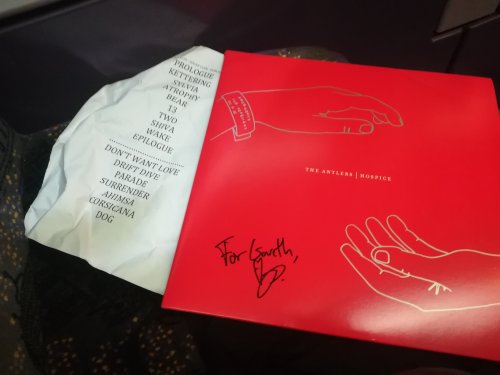 PROLOGUE
KETTERING
SYLVIA
ATROPHY
BEAR
13
TWO
SHIVA
WAKE
EPILOGUE
DON'T WANT LOVE
DRIFT DIVE
PARADE
SURRENDER
AHIMSA
CORSICANA
DOG
THE ANTLERS | HOSPICE
For Gareth,